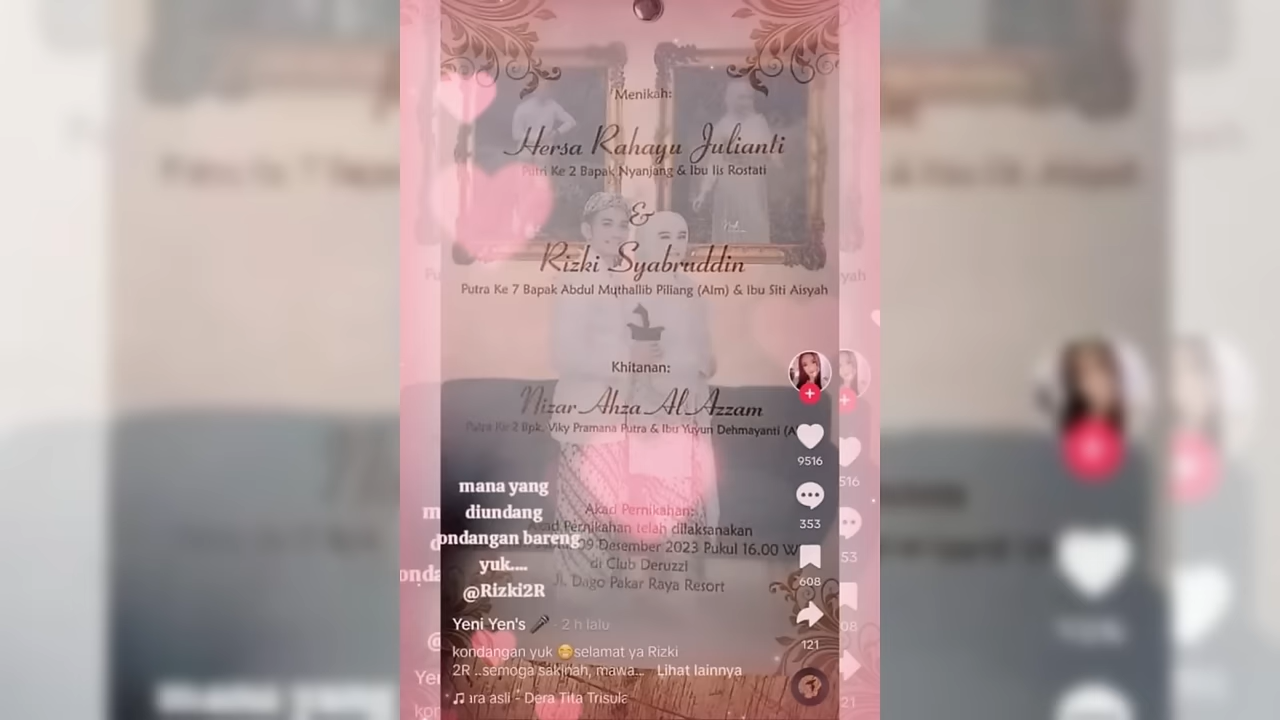 Menikah:
Hersa Rahayu Julianti
Putri Ke 2 Bapak Nyanjang & Ibu Iis Rostati
&
Rizki Syabruddin
Putra Ke 7 Bapak Abdul Muthallib Piliang (Alm) & Ibu Siti Aisyah
Khitanan:
Nizar Ahza Al Azzam
Putra Ke 2 Bpk. Viky Pramana Putra & Ibu Yuyun Dehmayanti (A
9516
mana yang
diundang
kondangan bareng
yuk....
@Rizki2R
Akad Pernikahan:
Akad Pernikahan telah dilaksanakan
09 Desember 2023 Pukul 16.00 W
di Club Deruzzi
Jl. Dago Pakar Raya Resort
353
608
Yeni Yen's 🎤 · 2 h lalu
121
kondangan yuk 😁selamat ya Rizki
2R ..semoga sakinah, mawa... Lihat lainnya
ara asli - Dera Tita Trisula